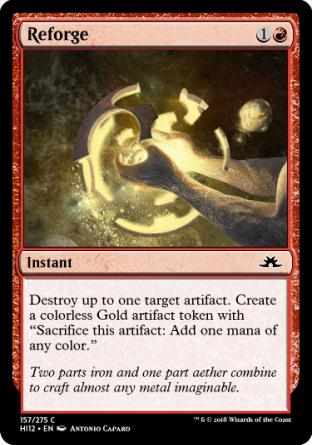 Reforge 1
Instant
Destroy up to one target artifact. Create
a colorless Gold artifact token with
“Sacrifice this artifact: Add one mana of
any color.”
Two parts iron and one part aether combine
to craft almost any metal imaginable.
157/275 C
HI12 • EN Antonio Caparo
™ & © 2018 Wizards of the Coast